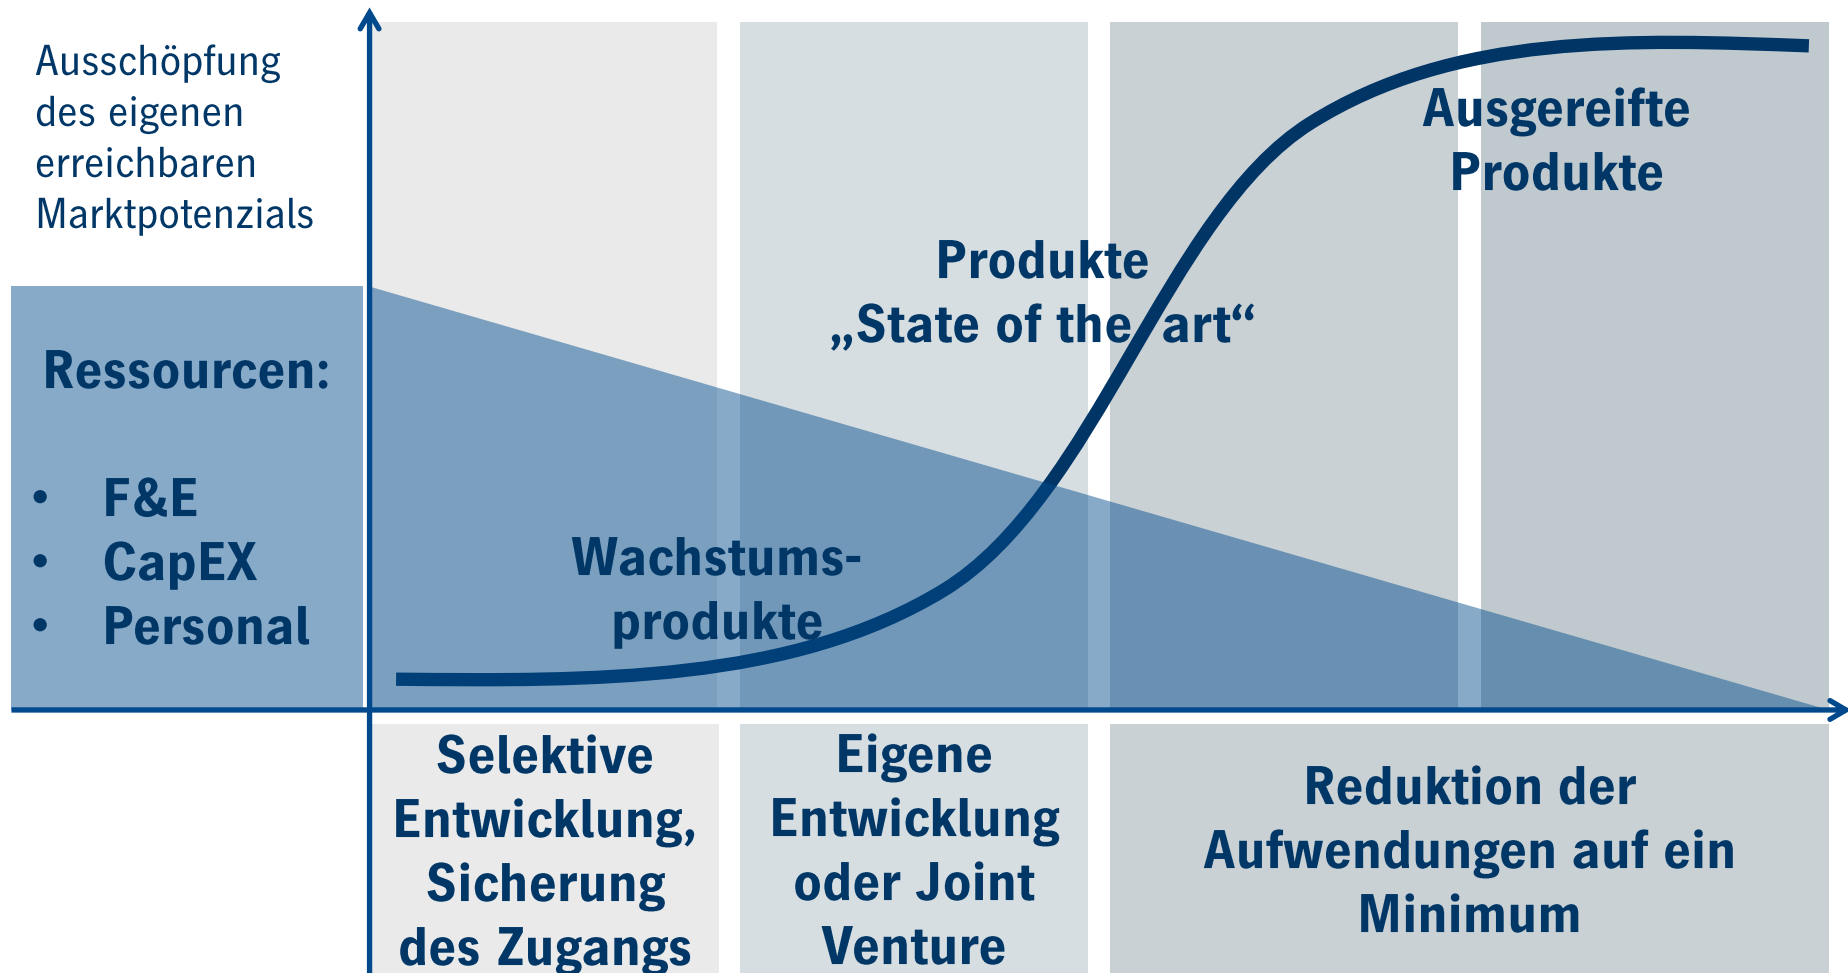 Ausschöpfung
des eigenen
erreichbaren
Marktpotenzials
Ressourcen:
• F&E
• CapEX
• Personal
Wachstums-
produkte
Produkte
„State of the art“
Ausgereifte
Produkte
Selektive
Entwicklung,
Sicherung
des Zugangs
Eigene
Entwicklung
oder Joint
Venture
Reduktion der
Aufwendungen auf ein
Minimum